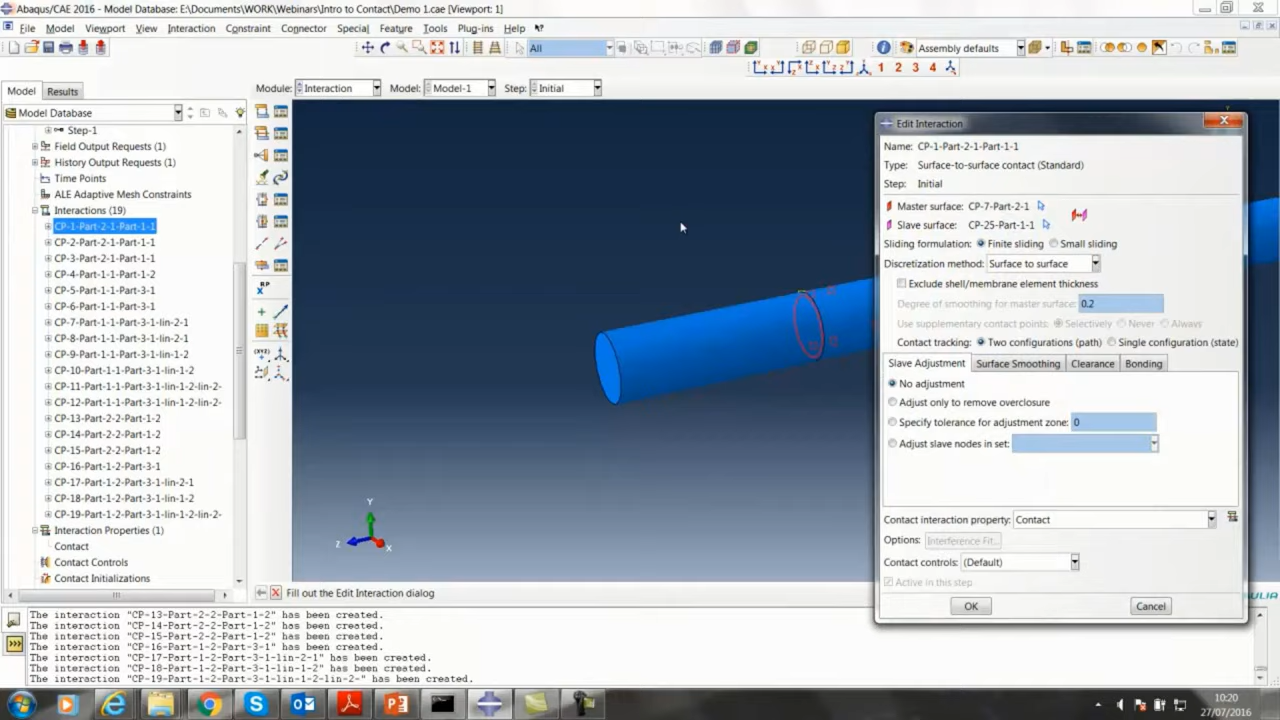 Abaqus/CAE 2016 - Model Database: E:\Documents\WORK\Webinars\Intro to Contact\Demo 1.cae [Viewport: 1]
File Model Viewport View Interaction Constraint Connector Special Feature Tools Plug-ins Help
All Assembly defaults
1 2 3 4
Model Results Module: Interaction Model: Model-1 Step: Initial
Model Database
Step-1
Field Output Requests (1)
History Output Requests (1)
Time Points
ALE Adaptive Mesh Constraints
Interactions (19)
CP-1-Part-2-1-Part-1-1
CP-2-Part-2-1-Part-1-1
CP-3-Part-2-1-Part-1-1
CP-4-Part-1-1-Part-1-2
CP-5-Part-1-1-Part-3-1
CP-6-Part-1-1-Part-3-1
CP-7-Part-1-1-Part-3-1-lin-2-1
CP-8-Part-1-1-Part-3-1-lin-2-1
CP-9-Part-1-1-Part-3-1-lin-1-2
CP-10-Part-1-1-Part-3-1-lin-1-2
CP-11-Part-1-1-Part-3-1-lin-1-2-lin-2-
CP-12-Part-1-1-Part-3-1-lin-1-2-lin-2-
CP-13-Part-2-2-Part-1-2
CP-14-Part-2-2-Part-1-2
CP-15-Part-2-2-Part-1-2
CP-16-Part-1-2-Part-3-1
CP-17-Part-1-2-Part-3-1-lin-2-1
CP-18-Part-1-2-Part-3-1-lin-1-2
CP-19-Part-1-2-Part-3-1-lin-1-2-lin-2-
Interaction Properties (1)
Contact
Contact Controls
Contact Initializations
RP
(XYZ)
Y
Z
X
Edit Interaction
Name: CP-1-Part-2-1-Part-1-1
Type: Surface-to-surface contact (Standard)
Step: Initial
Master surface: CP-7-Part-2-1
Slave surface: CP-25-Part-1-1
Sliding formulation: Finite sliding Small sliding
Discretization method: Surface to surface
Exclude shell/membrane element thickness
Degree of smoothing for master surface: 0.2
Use supplementary contact points: Selectively Never Always
Contact tracking: Two configurations (path) Single configuration (state)
Slave Adjustment Surface Smoothing Clearance Bonding
No adjustment
Adjust only to remove overclosure
Specify tolerance for adjustment zone: 0
Adjust slave nodes in set:
Contact interaction property: Contact
Options: Interference Fit...
Contact controls: (Default)
Active in this step
OK Cancel
Fill out the Edit Interaction dialog
The interaction "CP-13-Part-2-2-Part-1-2" has been created.
The interaction "CP-14-Part-2-2-Part-1-2" has been created.
The interaction "CP-15-Part-2-2-Part-1-2" has been created.
The interaction "CP-16-Part-1-2-Part-3-1" has been created.
The interaction "CP-17-Part-1-2-Part-3-1-lin-2-1" has been created.
The interaction "CP-18-Part-1-2-Part-3-1-lin-1-2" has been created.
The interaction "CP-19-Part-1-2-Part-3-1-lin-1-2-lin-2-" has been created.
10:20
27/07/2016